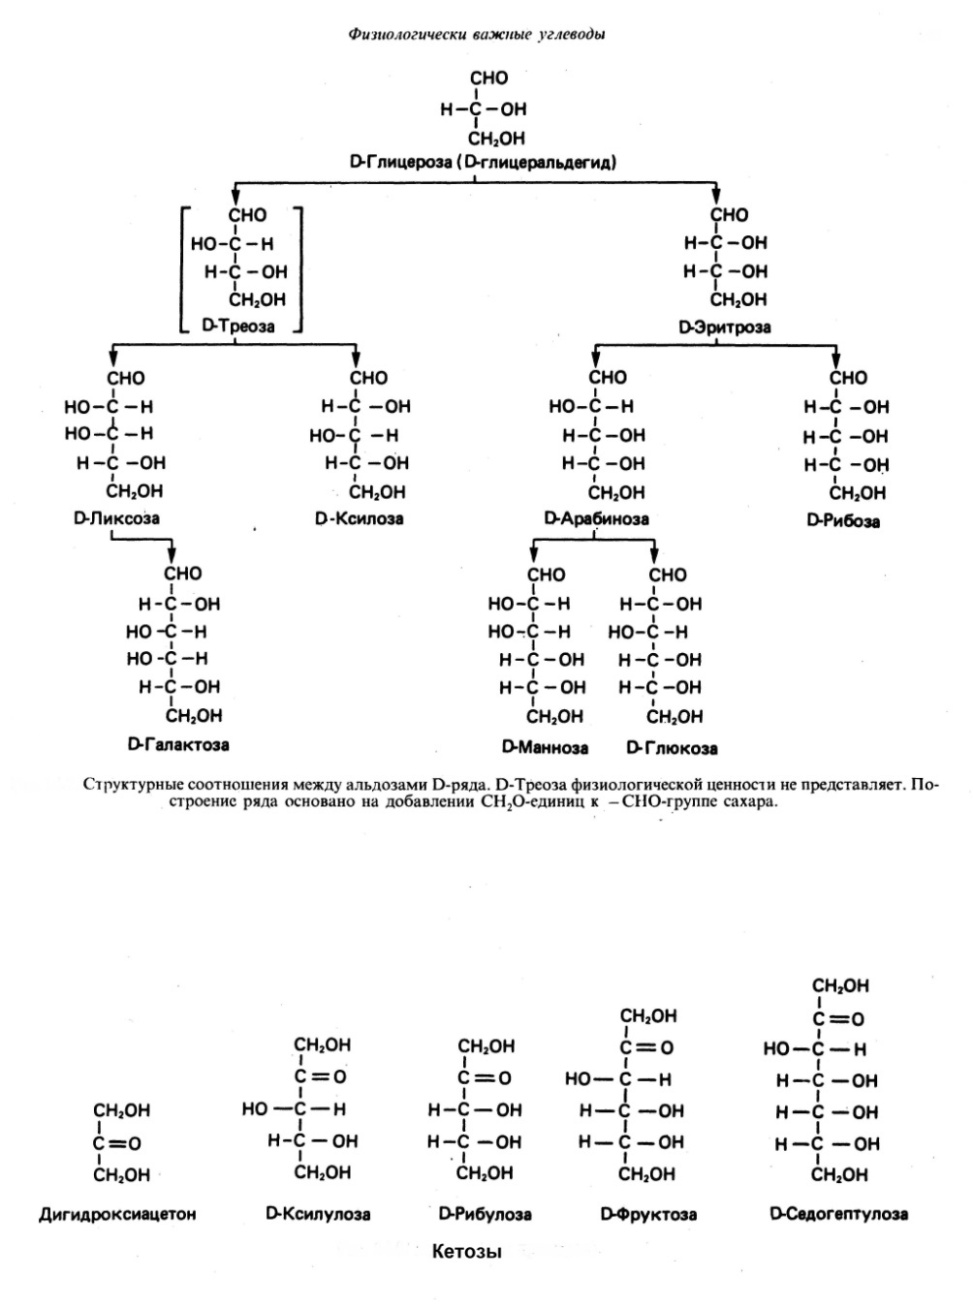 Физиологически важные углеводы
CHO
H–C–OH
CH₂OH
D-Глицероза (D-глицеральдегид)
CHO CHO
HO–C–H H–C–OH
H–C–OH H–C–OH
CH₂OH CH₂OH
D-Треоза D-Эритроза
CHO CHO CHO CHO
HO–C–H H–C–OH HO–C–H H–C–OH
HO–C–H HO–C–H H–C–OH H–C–OH
H–C–OH H–C–OH H–C–OH H–C–OH
CH₂OH CH₂OH CH₂OH CH₂OH
D-Ликсоза D-Ксилоза D-Арабиноза D-Рибоза
CHO CHO CHO
H–C–OH HO–C–H H–C–OH
HO–C–H HO–C–H HO–C–H
HO–C–H H–C–OH H–C–OH
H–C–OH H–C–OH H–C–OH
CH₂OH CH₂OH CH₂OH
D-Галактоза D-Манноза D-Глюкоза
Структурные соотношения между альдозами D-ряда. D-Треоза физиологической ценности не представляет. По-
строение ряда основано на добавлении CH₂O-единиц к –CHO-группе сахара.
CH₂OH
CH₂OH C=O
CH₂OH CH₂OH C=O HO–C–H
C=O C=O HO–C–H H–C–OH
CH₂OH HO–C–H H–C–OH H–C–OH H–C–OH
C=O H–C–OH H–C–OH H–C–OH H–C–OH
CH₂OH CH₂OH CH₂OH CH₂OH CH₂OH
Дигидроксиацетон D-Ксилулоза D-Рибулоза D-Фруктоза D-Седогептулоза
Кетозы